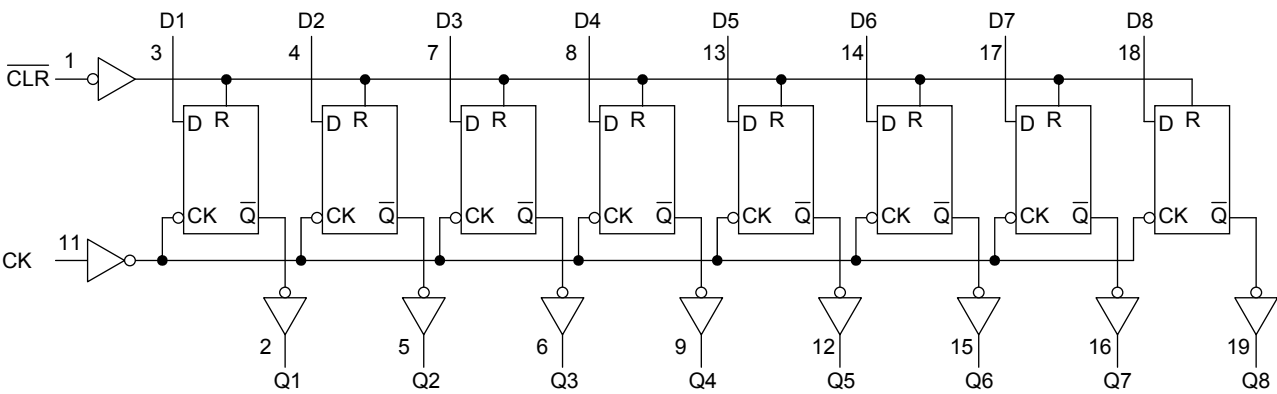 D1 D2 D3 D4 D5 D6 D7 D8
3 4 7 8 13 14 17 18
C̅L̅R̅ 1
D R D R D R D R D R D R D R D R
CK Q̅ CK Q̅ CK Q̅ CK Q̅ CK Q̅ CK Q̅ CK Q̅ CK Q̅
CK 11
2 5 6 9 12 15 16 19
Q1 Q2 Q3 Q4 Q5 Q6 Q7 Q8